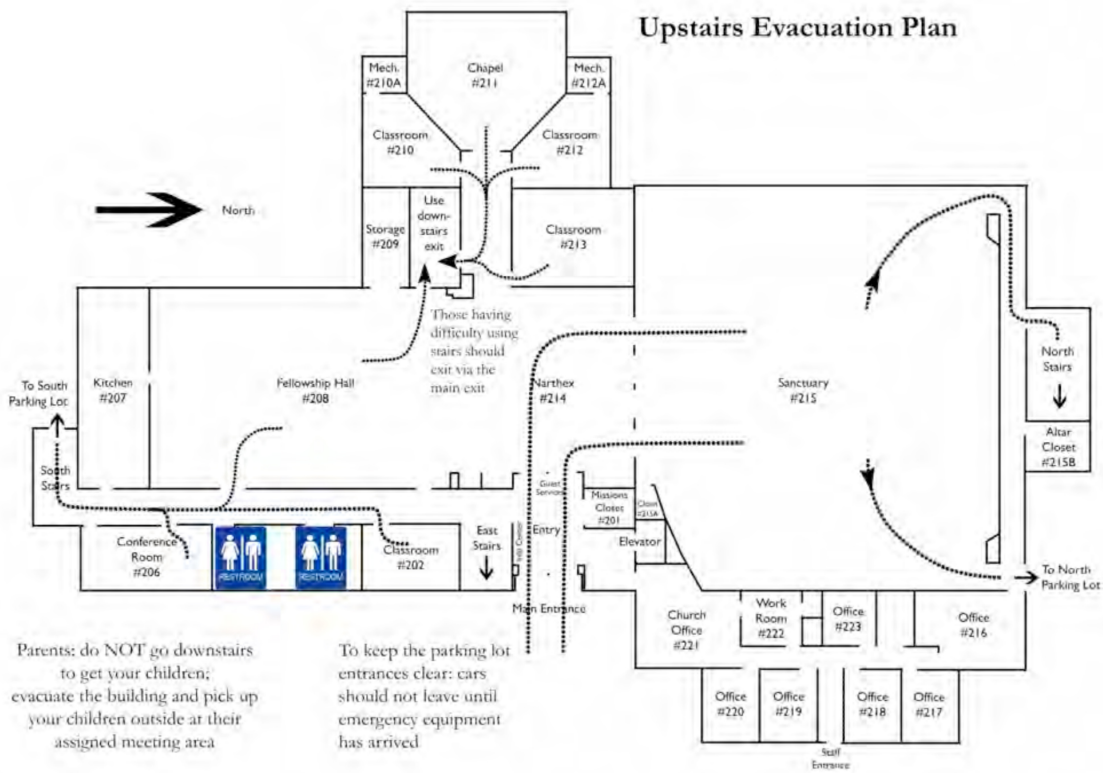 Upstairs Evacuation Plan
Mech.
#210A
Chapel
#211
Mech.
#212A
Classroom
#210
Classroom
#212
North
Storage
#209
Use
down-
stairs
exit
Classroom
#213
Those having
difficulty using
stairs should
exit via the
main exit
To South
Parking Lot
Kitchen
#207
Fellowship Hall
#208
Narthex
#214
Sanctuary
#215
North
Stairs
Altar
Closet
#215B
South
Stairs
Guest
Services
Missions
Closet
#201
#215A
Conference
Room
#206
RESTROOM
RESTROOM
Classroom
#202
East
Stairs
Entry
Elevator
Main Entrance
To North
Parking Lot
Church
Office
#221
Work
Room
#222
Office
#223
Office
#216
Office
#220
Office
#219
Office
#218
Office
#217
Staff
Entrance
Parents: do NOT go downstairs
to get your children;
evacuate the building and pick up
your children outside at their
assigned meeting area
To keep the parking lot
entrances clear: cars
should not leave until
emergency equipment
has arrived